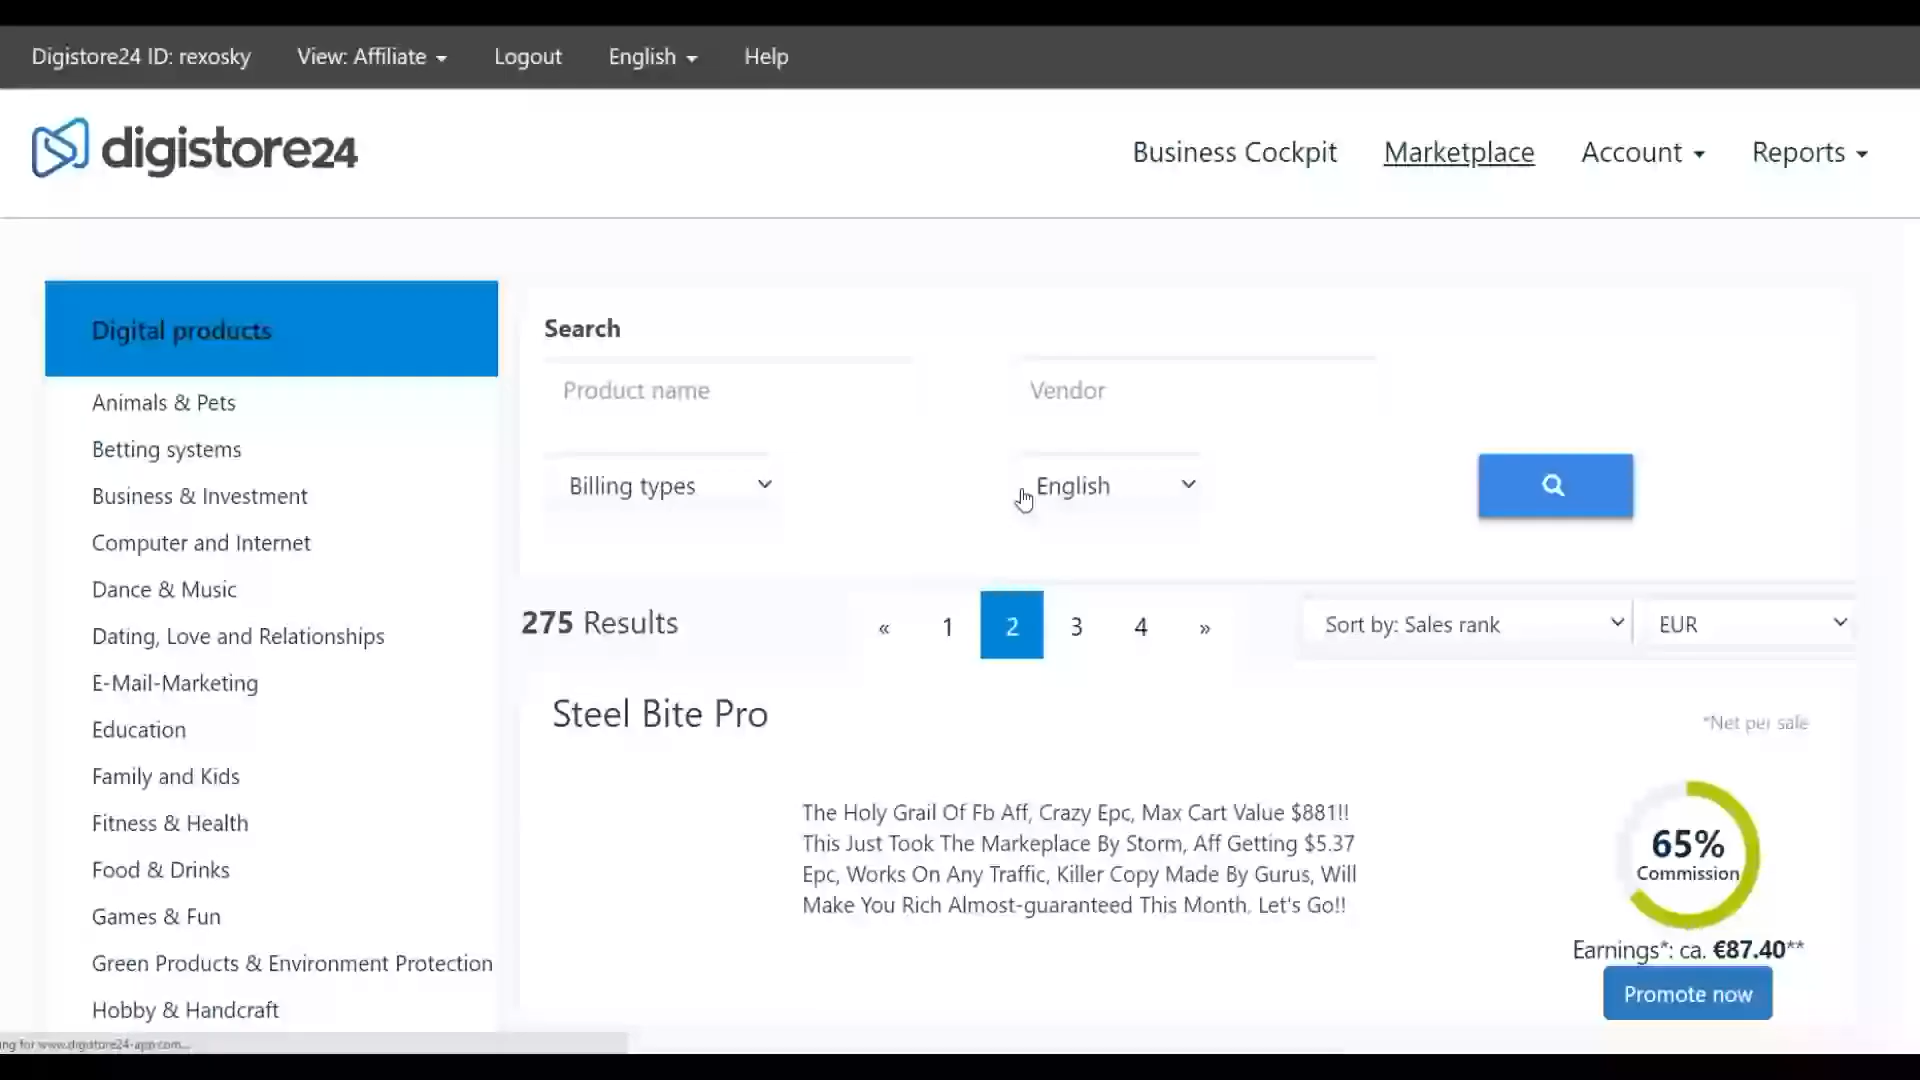 Digistore24 ID: rexosky View: Affiliate Logout English Help
digistore24
Business Cockpit Marketplace Account Reports
Digital products
Animals & Pets
Betting systems
Business & Investment
Computer and Internet
Dance & Music
Dating, Love and Relationships
E-Mail-Marketing
Education
Family and Kids
Fitness & Health
Food & Drinks
Games & Fun
Green Products & Environment Protection
Hobby & Handcraft
Search
Product name Vendor
Billing types English
275 Results « 1 2 3 4 » Sort by: Sales rank EUR
Steel Bite Pro
*Net per sale
The Holy Grail Of Fb Aff, Crazy Epc, Max Cart Value $881!!
This Just Took The Markeplace By Storm, Aff Getting $5.37
Epc, Works On Any Traffic, Killer Copy Made By Gurus, Will
Make You Rich Almost-guaranteed This Month. Let's Go!!
65%
Commission
Earnings*: ca. €87.40**
Promote now
ing for www.digistore24-app.com...